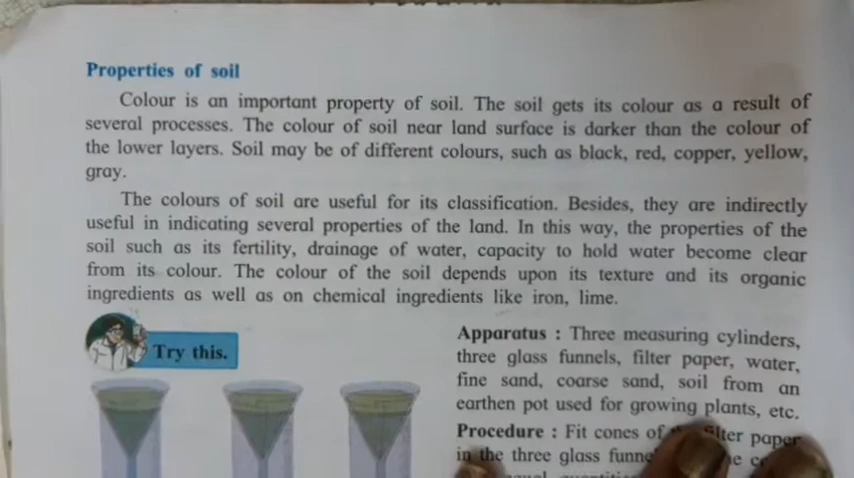 Properties of soil
Colour is an important property of soil. The soil gets its colour as a result of
several processes. The colour of soil near land surface is darker than the colour of
the lower layers. Soil may be of different colours, such as black, red, copper, yellow,
gray.
The colours of soil are useful for its classification. Besides, they are indirectly
useful in indicating several properties of the land. In this way, the properties of the
soil such as its fertility, drainage of water, capacity to hold water become clear
from its colour. The colour of the soil depends upon its texture and its organic
ingredients as well as on chemical ingredients like iron, lime.
Try this.
Apparatus : Three measuring cylinders,
three glass funnels, filter paper, water,
fine sand, coarse sand, soil from an
earthen pot used for growing plants, etc.
Procedure : Fit cones of paper
in the three glass